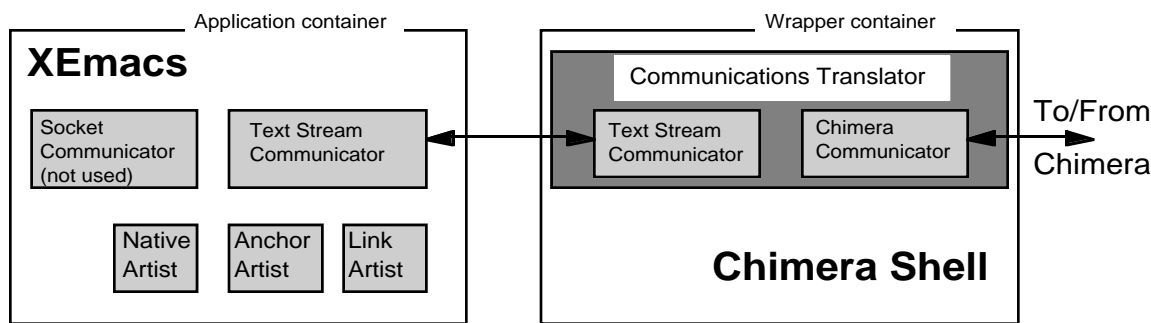 Application container
XEmacs
Socket
Communicator
(not used)
Text Stream
Communicator
Native
Artist
Anchor
Artist
Link
Artist
Wrapper container
Communications Translator
Text Stream
Communicator
Chimera
Communicator
Chimera Shell
To/From
Chimera